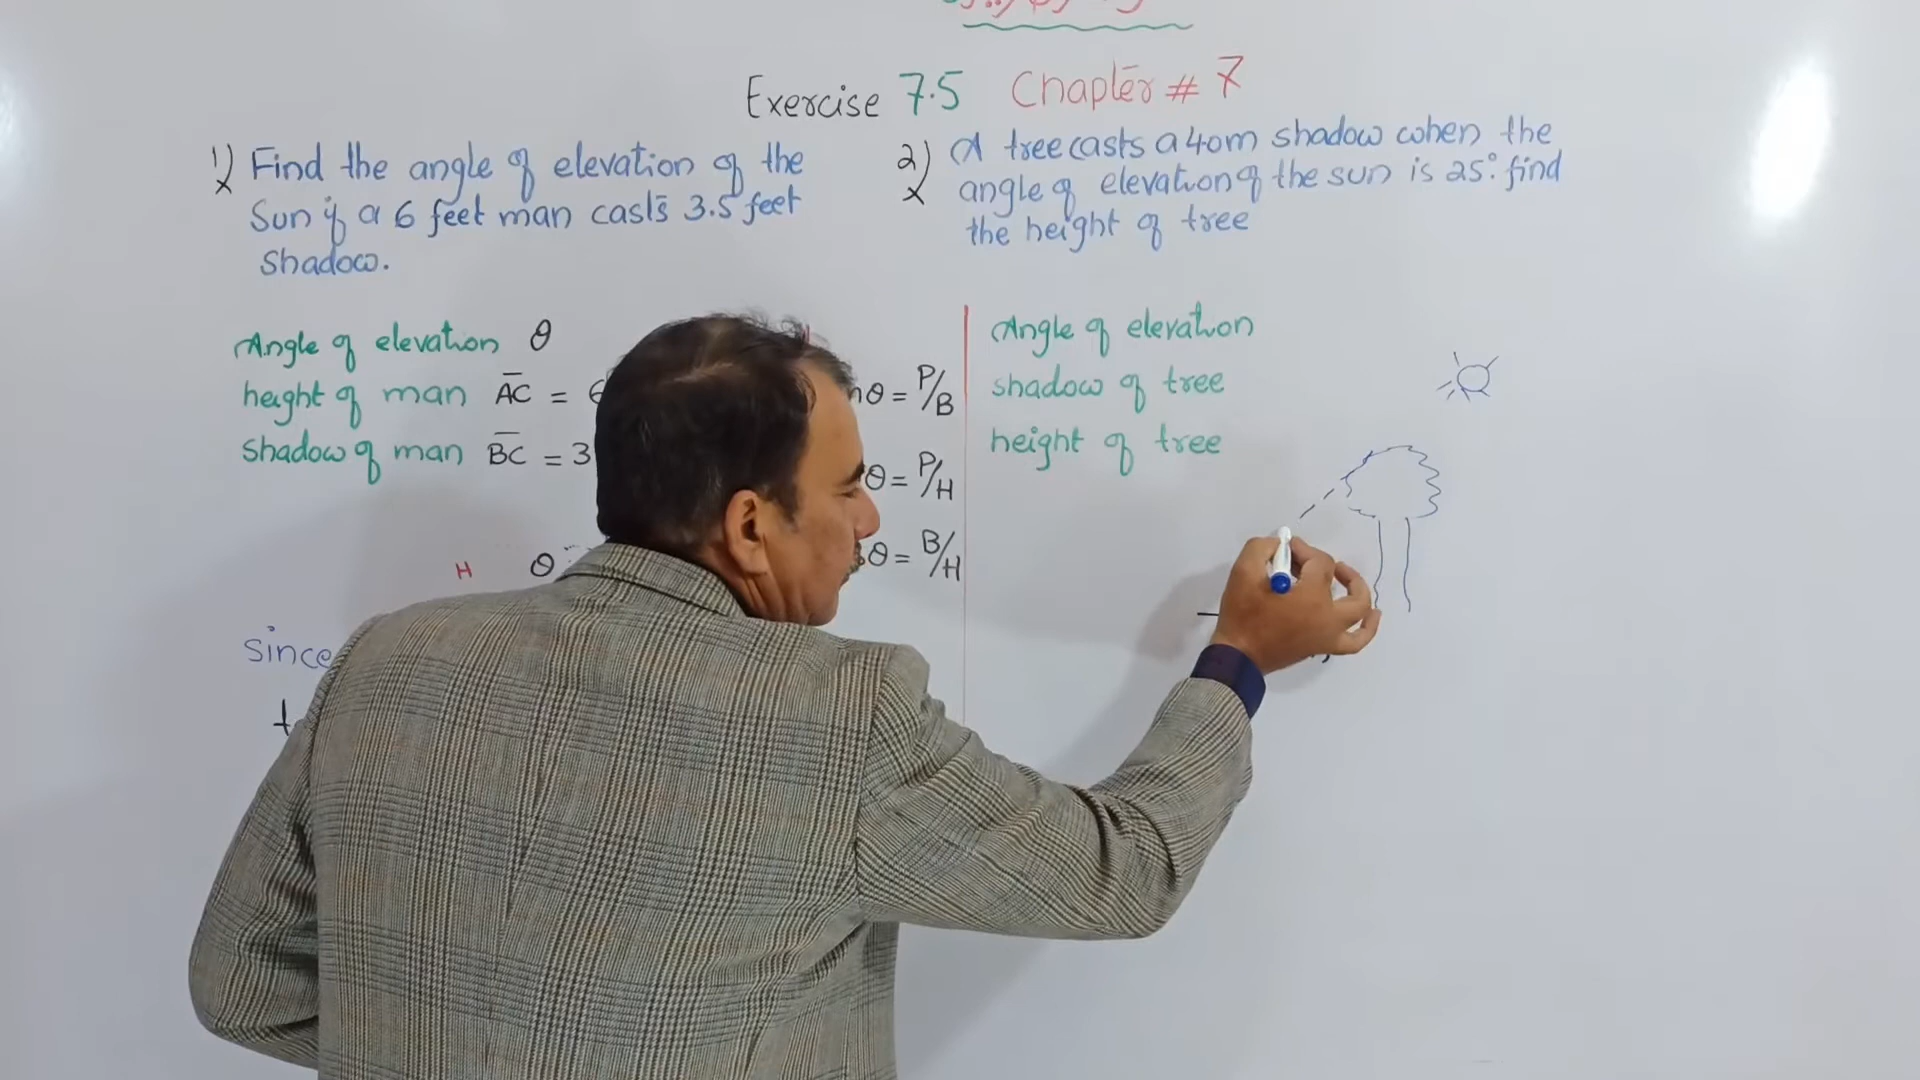 Exercise 7.5 Chapter # 7
1) Find the angle of elevation of the
Sun if a 6 feet man casts 3.5 feet
shadow.
2) A tree casts a 40m shadow when the
angle of elevation of the sun is 25°. find
the height of tree
Angle of elevation θ
height of man AC = 6
shadow of man BC = 3
θ = P/B
θ = P/H
θ = B/H
H θ
since
t
Angle of elevation
shadow of tree
height of tree